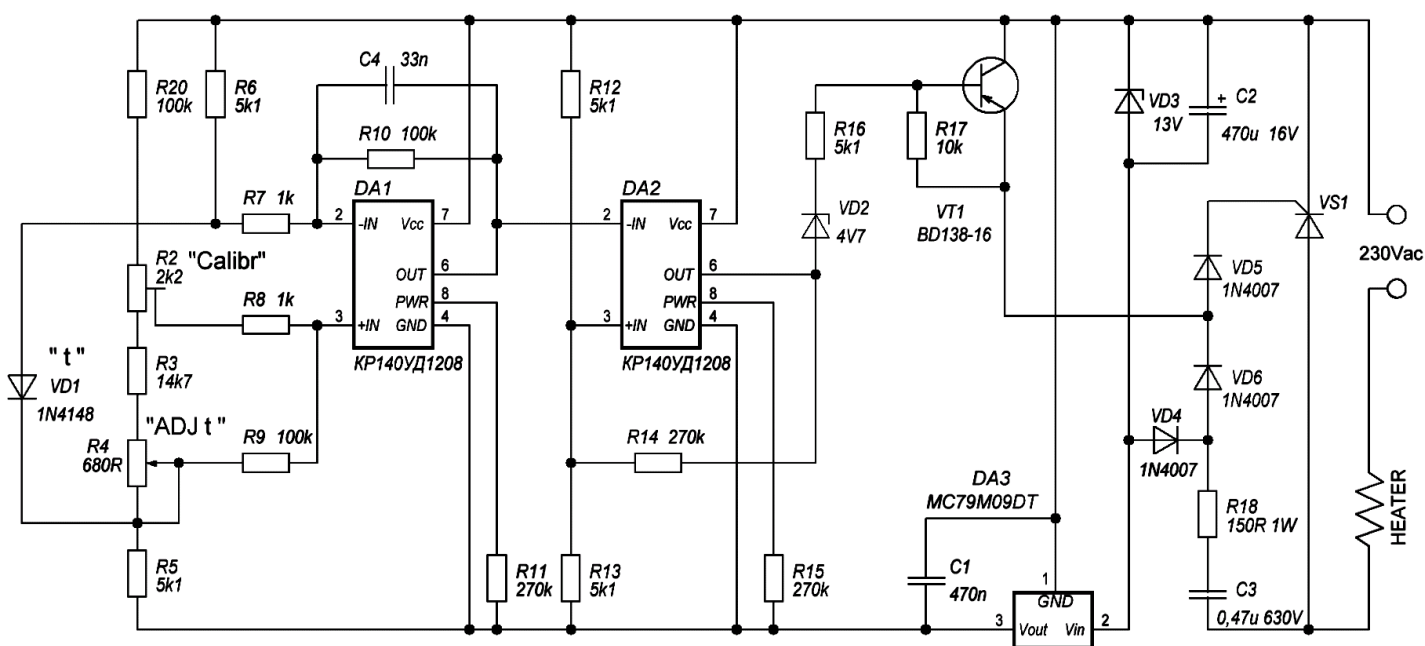 C4 33n
R20
100k
R6
5k1
R10 100k
R12
5k1
R16
5k1
R17
10k
VD3
13V
+
C2
470u 16V
R7 1k
DA1
DA2
2
-IN
Vcc
7
OUT
6
PWR
8
3
+IN
GND
4
КР140УД1208
2
-IN
Vcc
7
OUT
6
PWR
8
3
+IN
GND
4
КР140УД1208
VD2
4V7
VT1
BD138-16
VS1
230Vac
R2
2k2
"Calibr"
R8 1k
VD5
1N4007
"t"
VD1
1N4148
R3
14k7
VD6
1N4007
"ADJ t"
R4
680R
R9 100k
R14 270k
VD4
1N4007
DA3
MC79M09DT
R18
150R 1W
HEATER
R5
5k1
R11
270k
R13
5k1
R15
270k
C1
470n
1
GND
3
Vout
Vin
2
C3
0,47u 630V